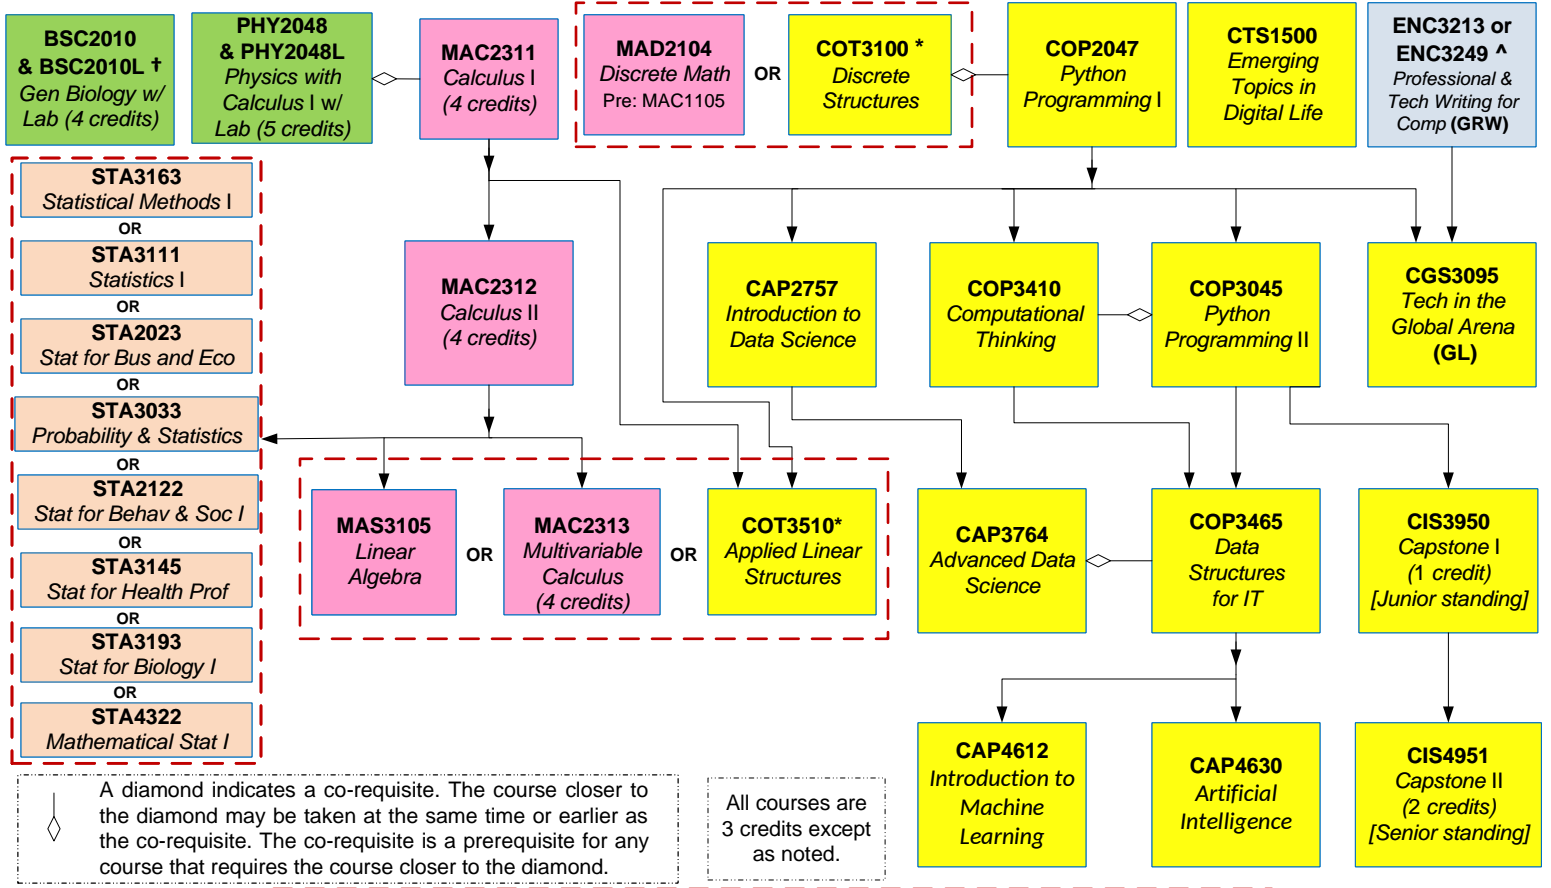 BSC2010
& BSC2010L †
Gen Biology w/
Lab (4 credits)
PHY2048
& PHY2048L
Physics with
Calculus I w/
Lab (5 credits)
MAC2311
Calculus I
(4 credits)
MAD2104
Discrete Math
Pre: MAC1105
OR
COT3100 *
Discrete
Structures
COP2047
Python
Programming I
CTS1500
Emerging
Topics in
Digital Life
ENC3213 or
ENC3249 ^
Professional &
Tech Writing for
Comp (GRW)
STA3163
Statistical Methods I
OR
STA3111
Statistics I
OR
STA2023
Stat for Bus and Eco
OR
STA3033
Probability & Statistics
OR
STA2122
Stat for Behav & Soc I
OR
STA3145
Stat for Health Prof
OR
STA3193
Stat for Biology I
OR
STA4322
Mathematical Stat I
MAC2312
Calculus II
(4 credits)
CAP2757
Introduction to
Data Science
COP3410
Computational
Thinking
COP3045
Python
Programming II
CGS3095
Tech in the
Global Arena
(GL)
MAS3105
Linear
Algebra
OR
MAC2313
Multivariable
Calculus
(4 credits)
OR
COT3510*
Applied Linear
Structures
CAP3764
Advanced Data
Science
COP3465
Data
Structures
for IT
CIS3950
Capstone I
(1 credit)
[Junior standing]
CAP4612
Introduction to
Machine
Learning
CAP4630
Artificial
Intelligence
CIS4951
Capstone II
(2 credits)
[Senior standing]
A diamond indicates a co-requisite. The course closer to
the diamond may be taken at the same time or earlier as
the co-requisite. The co-requisite is a prerequisite for any
course that requires the course closer to the diamond.
All courses are
3 credits except
as noted.